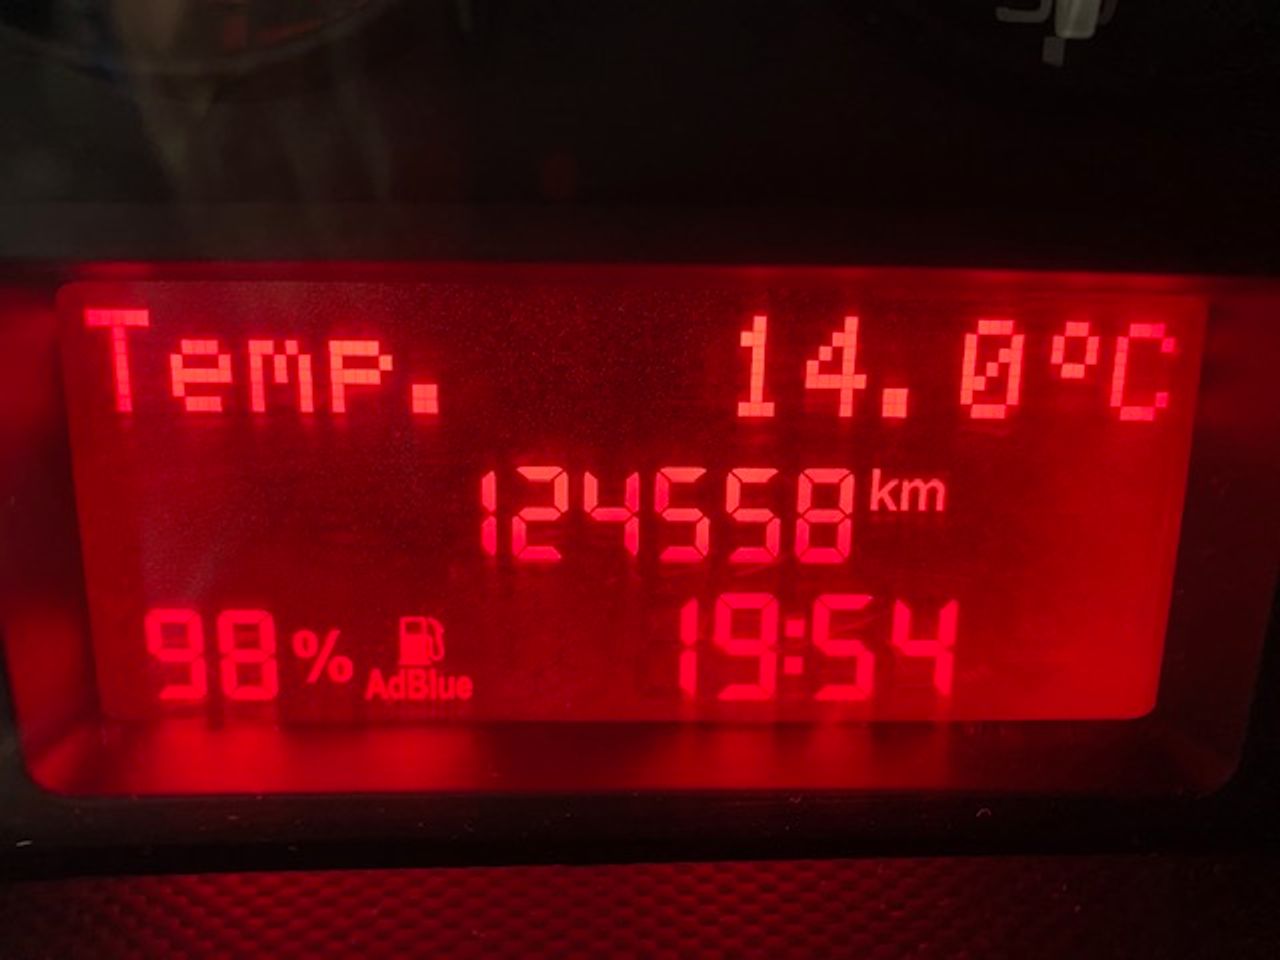 Temp. 14.0°C
124558 km
98 % AdBlue 19:54